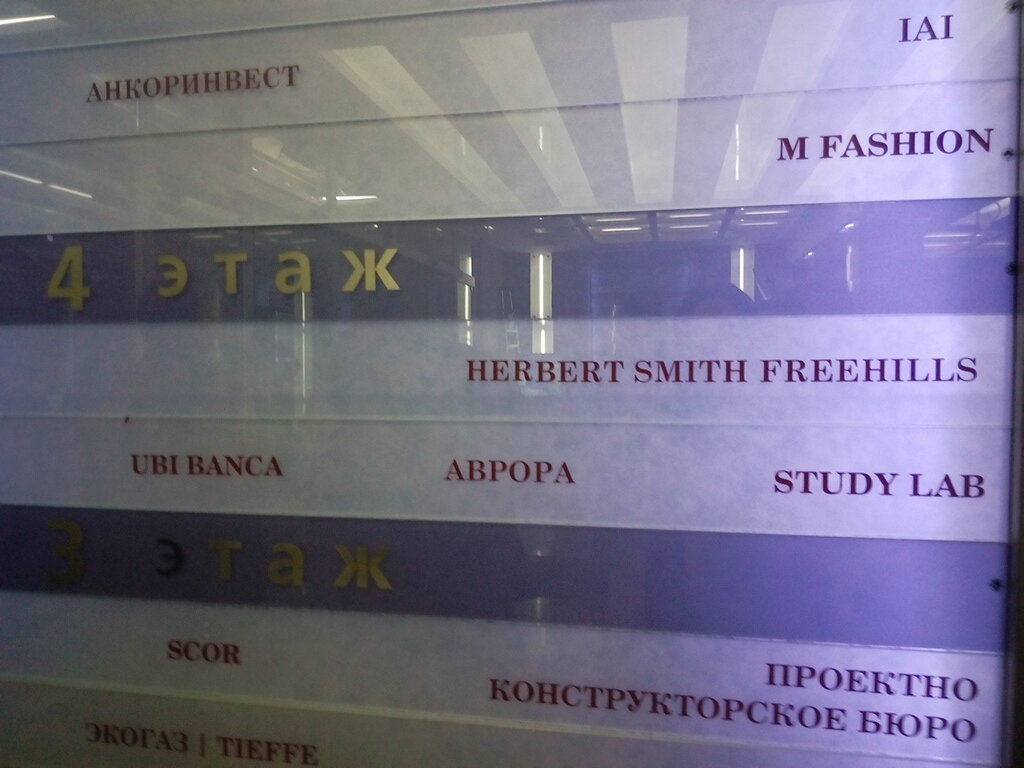 IAI
АНКОРИНВЕСТ
M FASHION
4 этаж
HERBERT SMITH FREEHILLS
UBI BANCA АВРОРА STUDY LAB
3 этаж
SCOR ПРОЕКТНО
КОНСТРУКТОРСКОЕ БЮРО
ЭКОГАЗ | TIEFFE